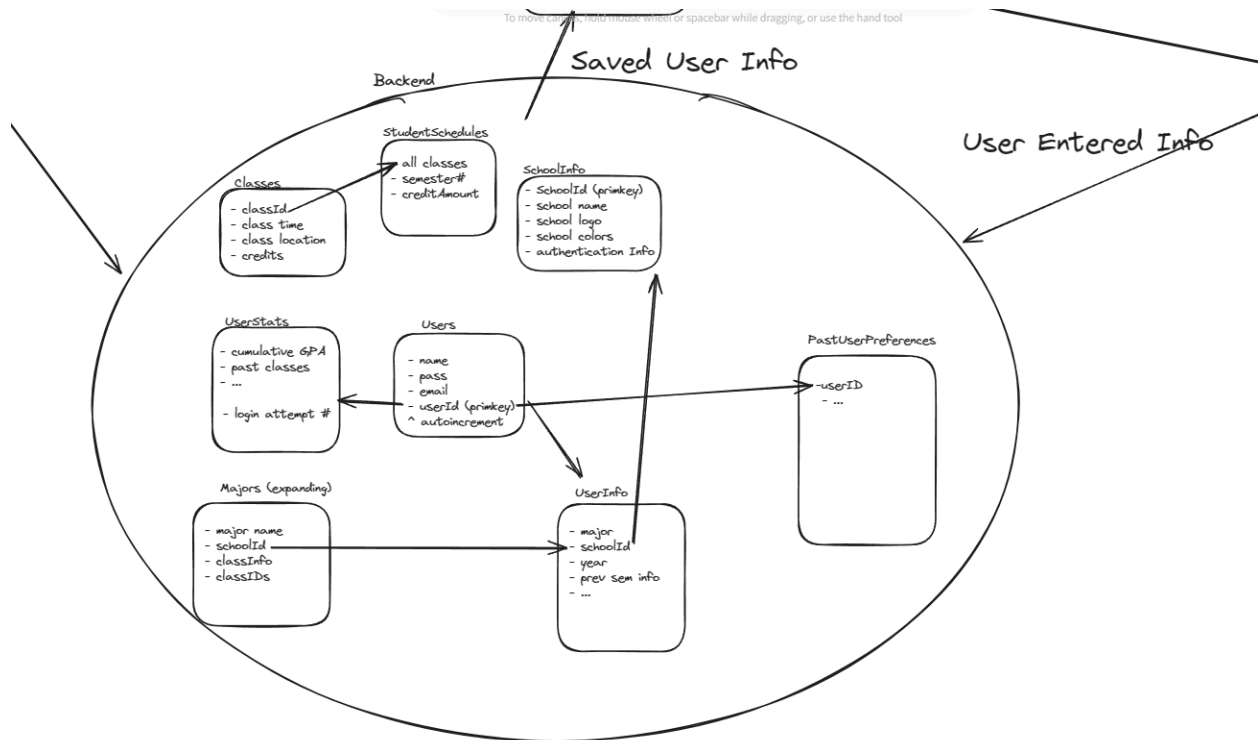 To move canvas, hold mouse wheel or spacebar while dragging, or use the hand tool
Saved User Info
Backend
User Entered Info
StudentSchedules
- all classes
- semester#
- creditAmount
Classes
- classId
- class time
- class location
- credits
SchoolInfo
- SchoolId (primkey)
- school name
- school logo
- school colors
- authentication Info
UserStats
- cumulative GPA
- past classes
- ...
- login attempt #
Users
- name
- pass
- email
- userId (primkey)
^ autoincrement
PastUserPreferences
-userID
- ...
Majors (expanding)
- major name
- schoolId
- classInfo
- classIDs
UserInfo
- major
- schoolId
- year
- prev sem info
- ...